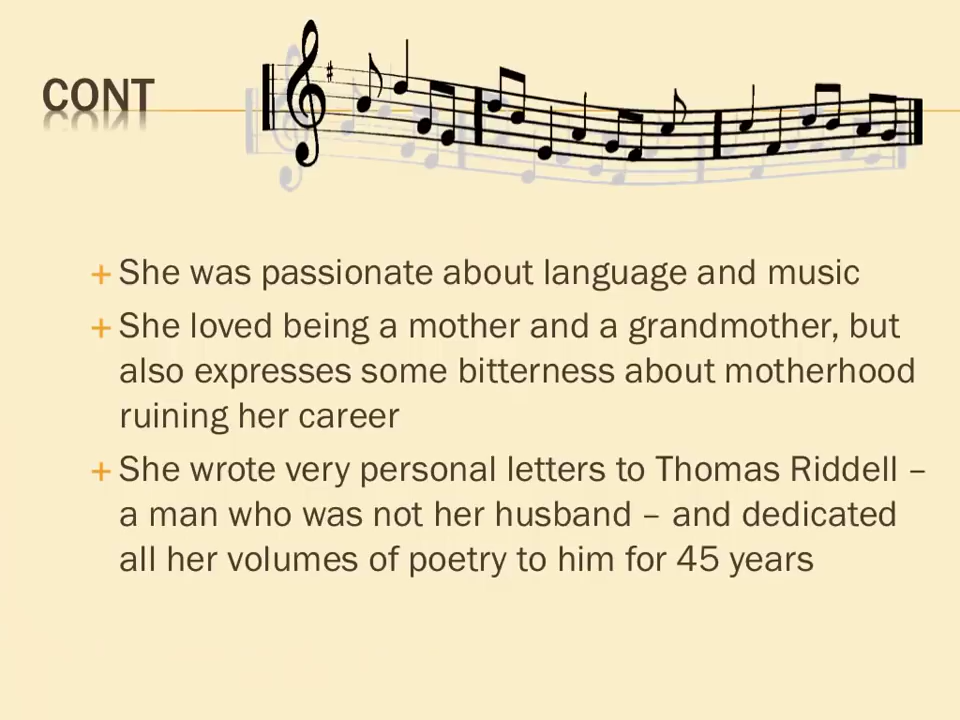 CONT
She was passionate about language and music
She loved being a mother and a grandmother, but
also expresses some bitterness about motherhood
ruining her career
She wrote very personal letters to Thomas Riddell –
a man who was not her husband – and dedicated
all her volumes of poetry to him for 45 years